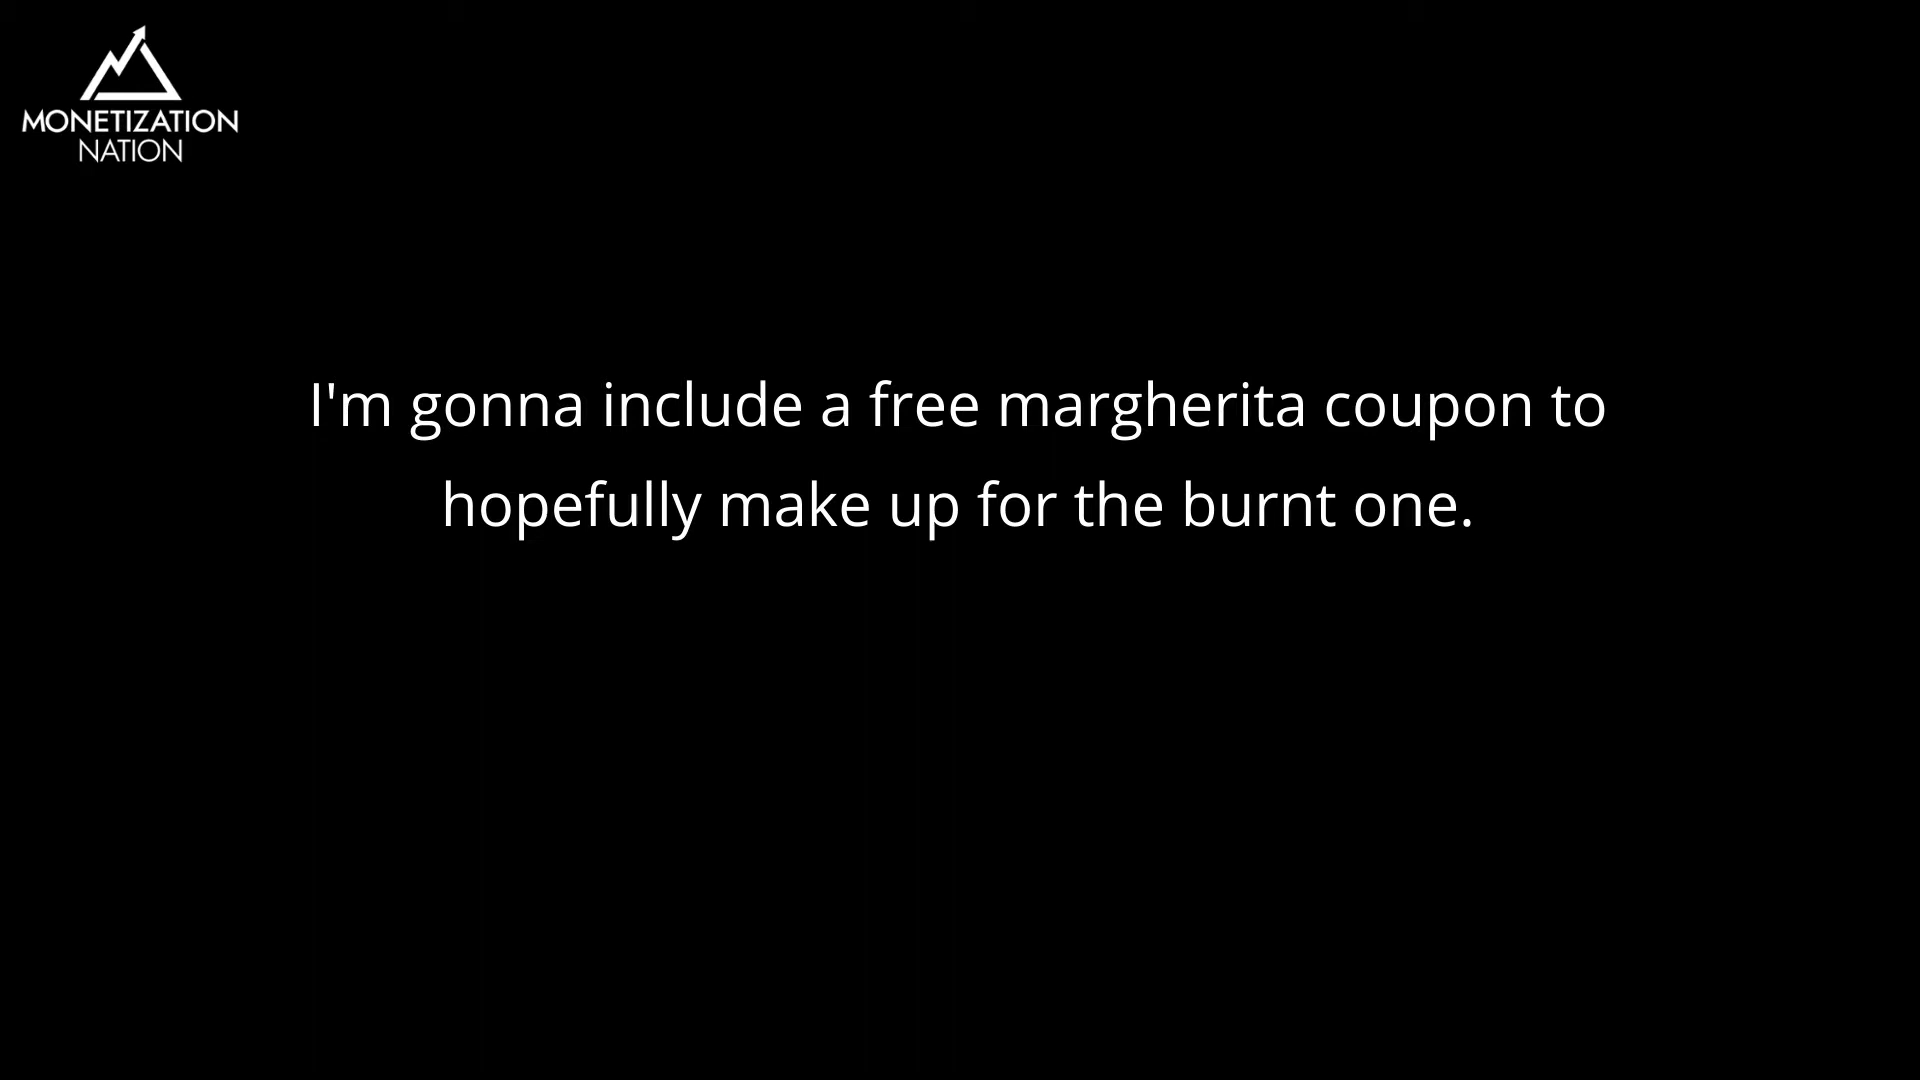 MONETIZATION
NATION
I'm gonna include a free margherita coupon to
hopefully make up for the burnt one.